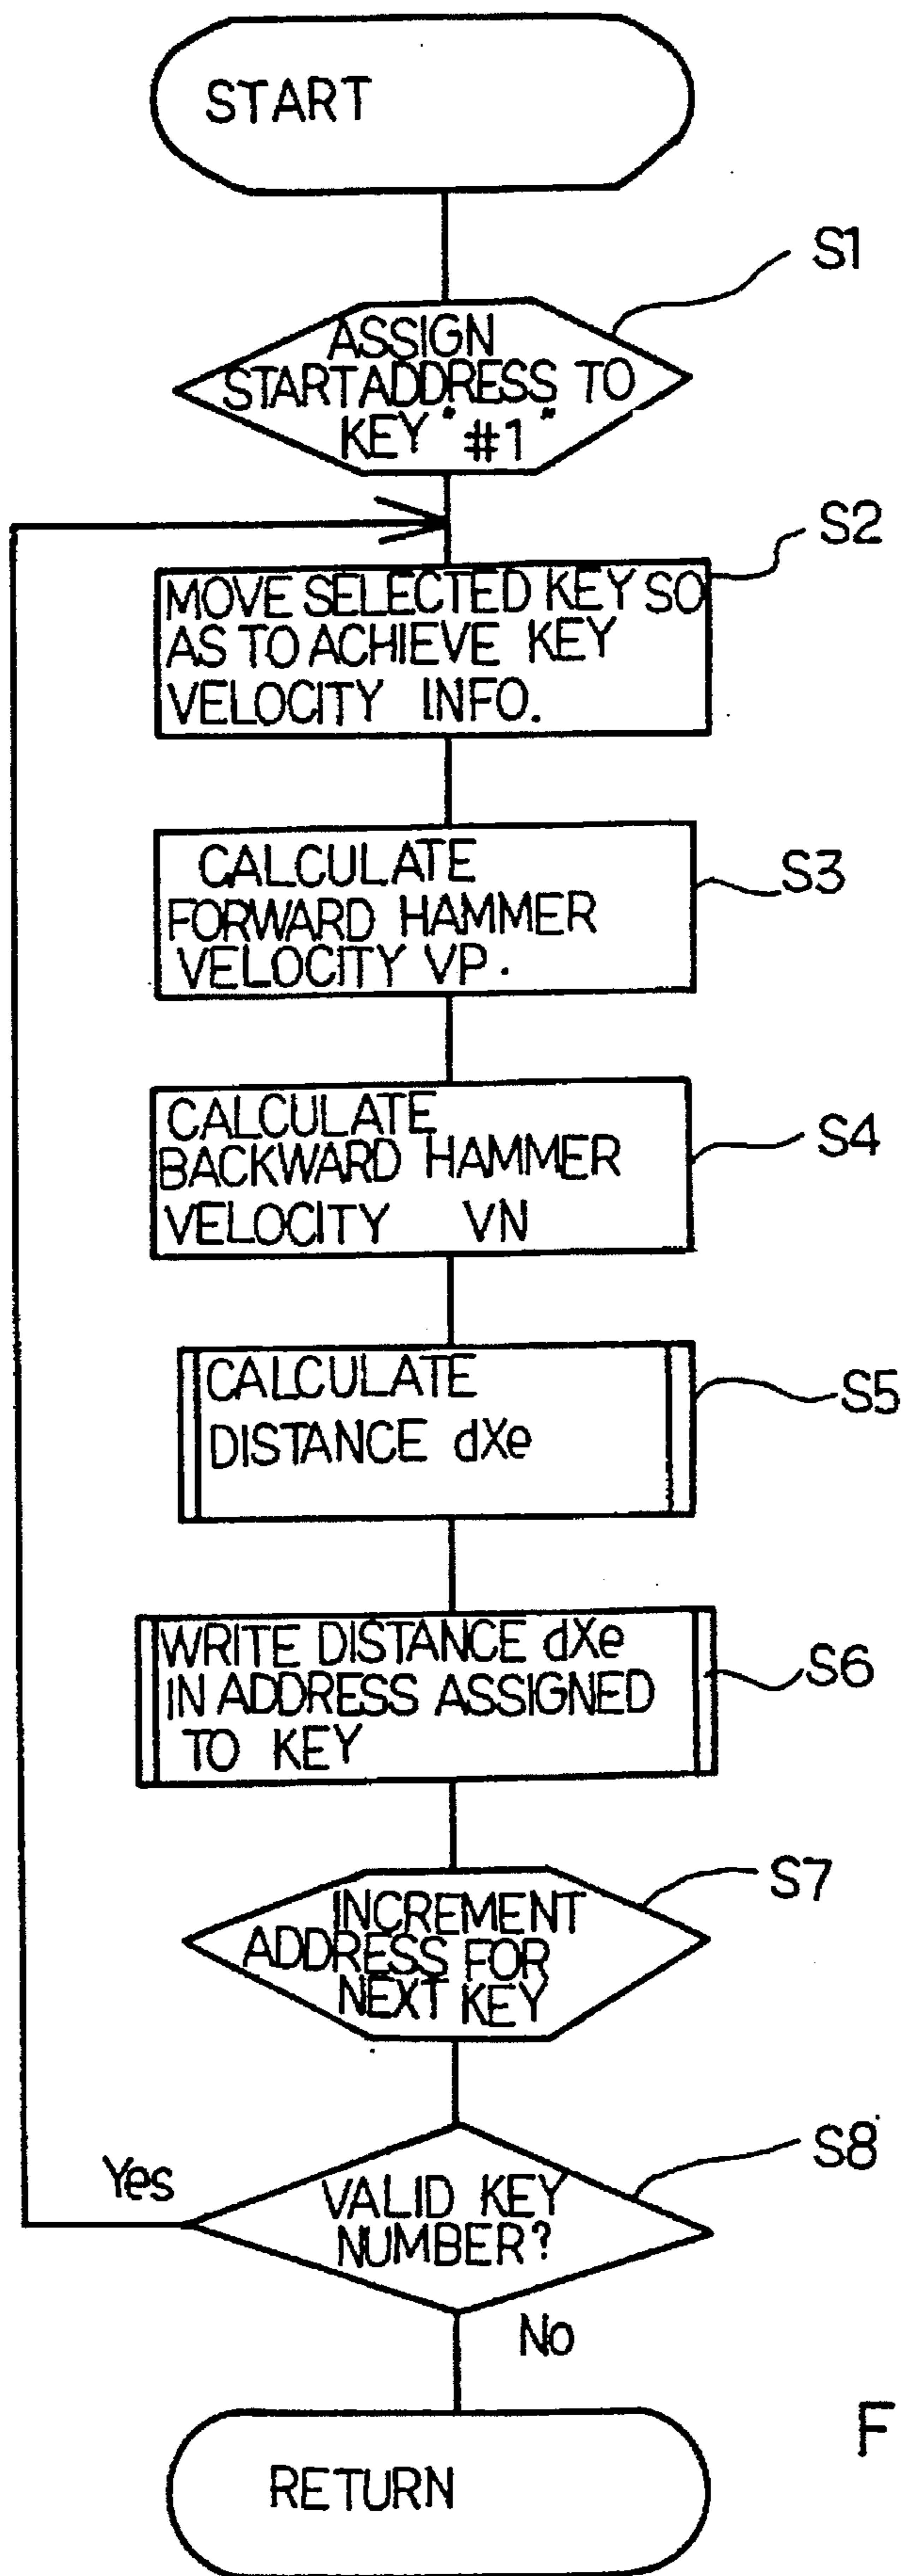 START
S1
ASSIGN
START ADDRESS TO
KEY "#1"
S2
MOVE SELECTED KEY SO
AS TO ACHIEVE KEY
VELOCITY INFO.
CALCULATE
S3
FORWARD HAMMER
VELOCITY VP.
CALCULATE
S4
BACKWARD HAMMER
VELOCITY VN
CALCULATE
S5
DISTANCE dXe
WRITE DISTANCE dXe
S6
IN ADDRESS ASSIGNED
TO KEY
S7
INCREMENT
ADDRESS FOR
NEXT KEY
S8
Yes
VALID KEY
NUMBER?
No
F
RETURN